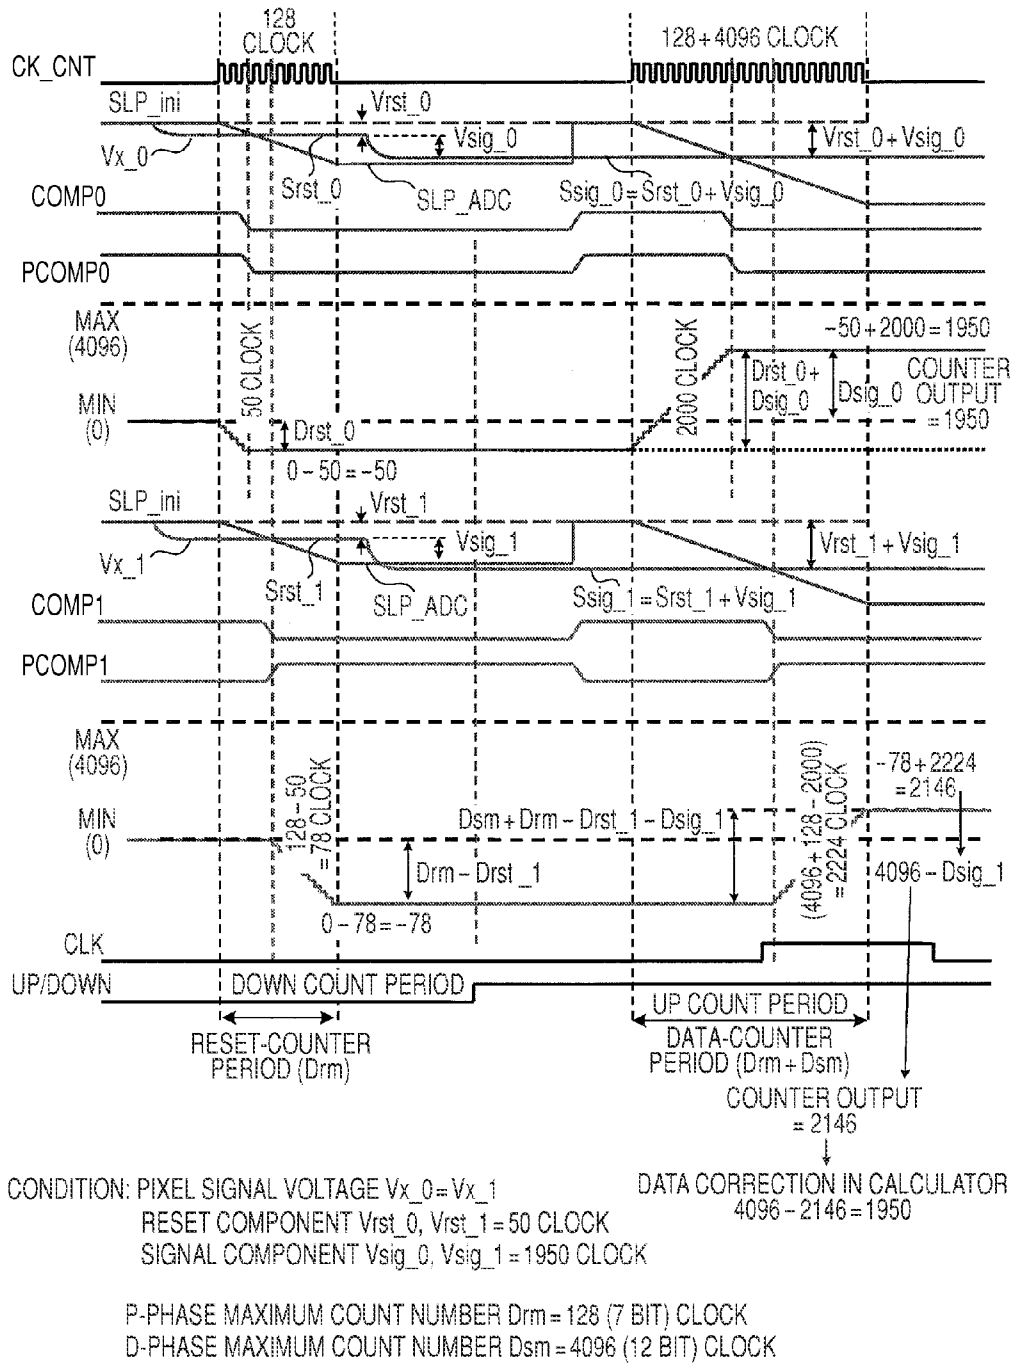 128
CLOCK
128+4096 CLOCK
CK_CNT
SLP_ini
Vrst_0
Vsig_0
Vrst_0+Vsig_0
Vx_0
Srst_0
SLP_ADC
Ssig_0=Srst_0+Vsig_0
COMP0
PCOMP0
MAX
(4096)
50 CLOCK
2000 CLOCK
-50+2000=1950
Drst_0+
Dsig_0
Dsig_0
COUNTER
OUTPUT
=1950
MIN
(0)
Drst_0
0-50=-50
SLP_ini
Vrst_1
Vsig_1
Vrst_1+Vsig_1
Vx_1
Srst_1
SLP_ADC
Ssig_1=Srst_1+Vsig_1
COMP1
PCOMP1
MAX
(4096)
128-50
=78 CLOCK
(4096+128-2000)
=2224 CLOCK
-78+2224
=2146
MIN
(0)
Dsm+Drm-Drst_1-Dsig_1
Drm-Drst_1
4096-Dsig_1
0-78=-78
CLK
UP/DOWN
DOWN COUNT PERIOD
UP COUNT PERIOD
RESET-COUNTER
PERIOD (Drm)
DATA-COUNTER
PERIOD (Drm+Dsm)
COUNTER OUTPUT
=2146
DATA CORRECTION IN CALCULATOR
4096-2146=1950
CONDITION: PIXEL SIGNAL VOLTAGE Vx_0=Vx_1
RESET COMPONENT Vrst_0, Vrst_1=50 CLOCK
SIGNAL COMPONENT Vsig_0, Vsig_1=1950 CLOCK
P-PHASE MAXIMUM COUNT NUMBER Drm=128 (7 BIT) CLOCK
D-PHASE MAXIMUM COUNT NUMBER Dsm=4096 (12 BIT) CLOCK